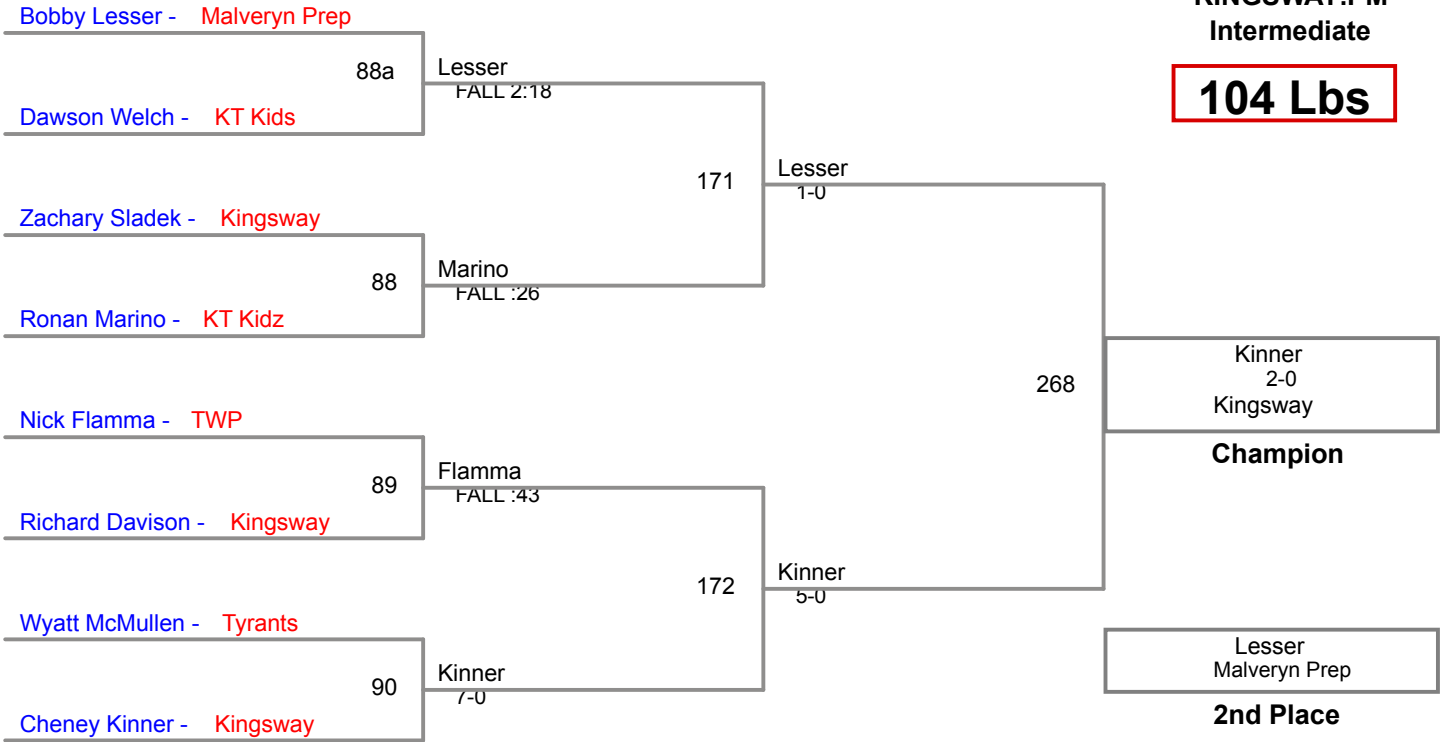 KINGSWAY.PM
Intermediate
104 Lbs
Bobby Lesser - Malveryn Prep
88a
Lesser
FALL 2:18
Dawson Welch - KT Kids
171
Lesser
1-0
Zachary Sladek - Kingsway
88
Marino
FALL :26
Ronan Marino - KT Kidz
268
Kinner
2-0
Kingsway
Champion
Nick Flamma - TWP
89
Flamma
FALL :43
Richard Davison - Kingsway
172
Kinner
5-0
Wyatt McMullen - Tyrants
90
Kinner
7-0
Cheney Kinner - Kingsway
Lesser
Malveryn Prep
2nd Place